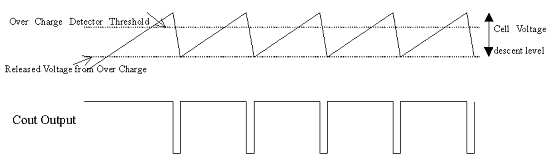 Over Charge Detector Threshold
Cell Voltage
descent level
Released Voltage from Over Charge
Cout Output